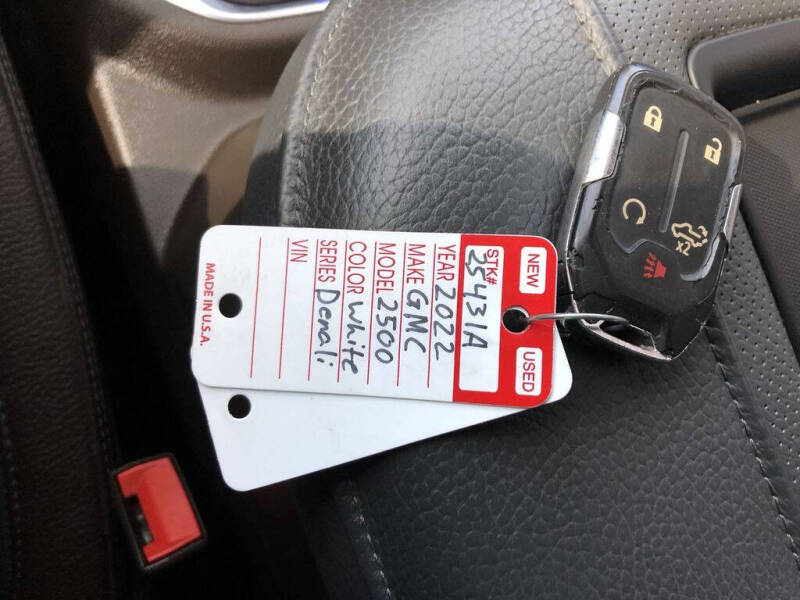 NEW USED
STK# 25431A
YEAR 2022
MAKE GMC
MODEL 2500
COLOR White
SERIES Denali
VIN
MADE IN U.S.A.